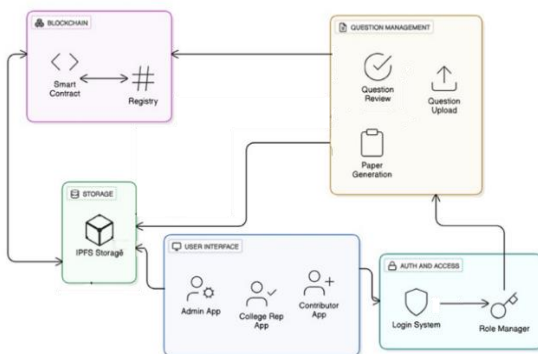 BLOCKCHAIN
Smart
Contract
Registry
QUESTION MANAGEMENT
Question
Review
Question
Upload
Paper
Generation
STORAGE
IPFS Storage
USER INTERFACE
Admin App
College Rep
App
Contributor
App
AUTH AND ACCESS
Login System
Role Manager